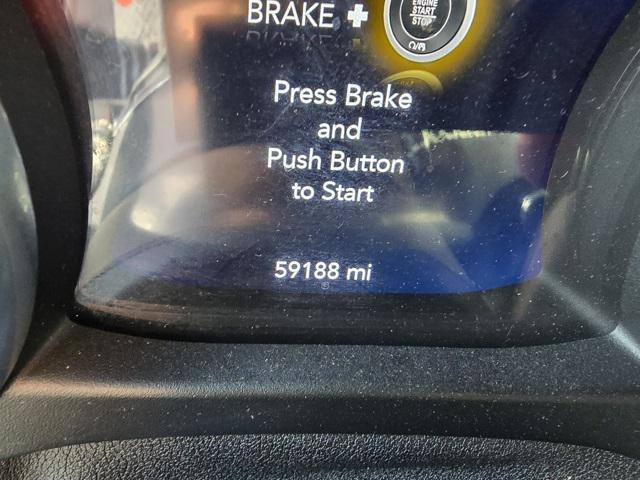 ENGINE
START
STOP
BRAKE +
Press Brake
and
Push Button
to Start
59188 mi